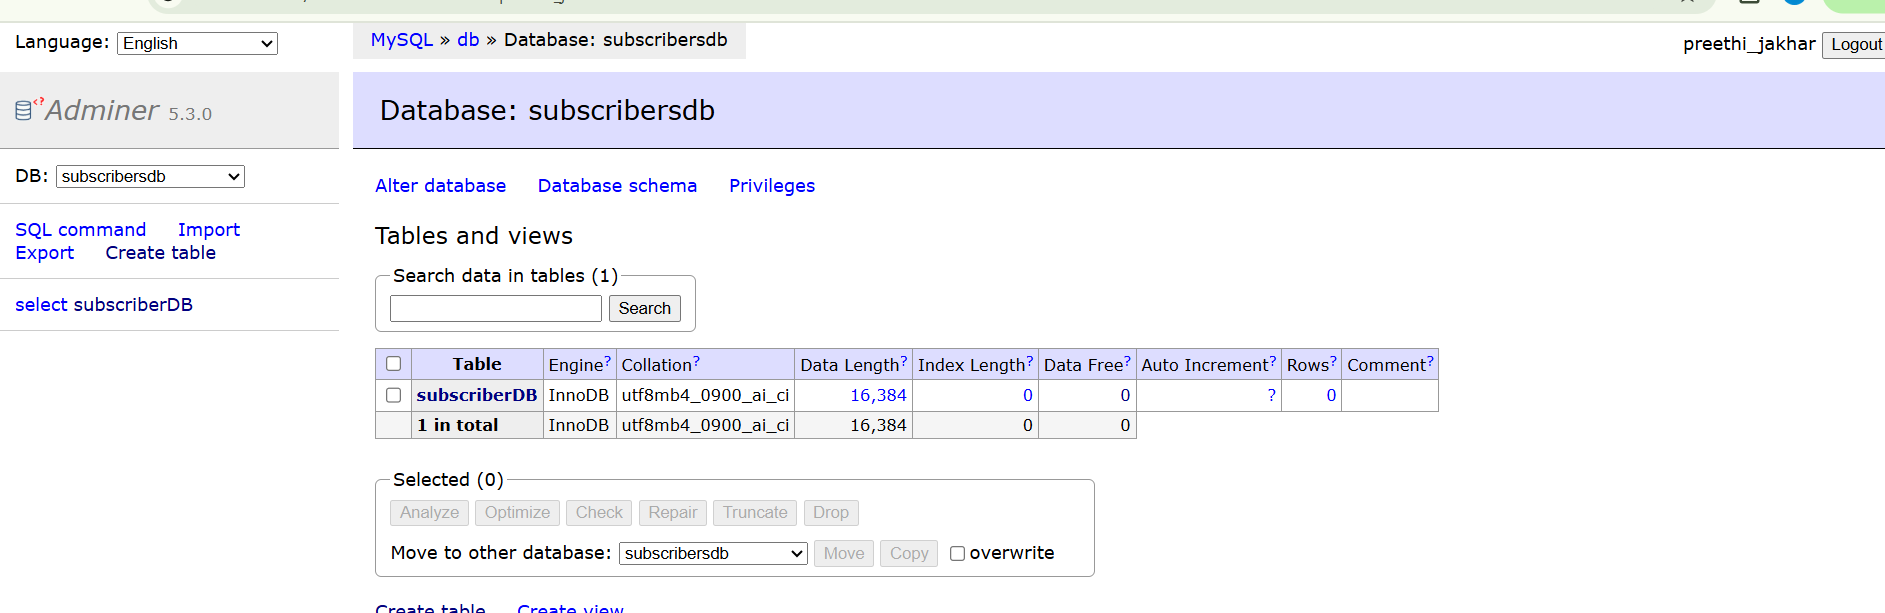 Language: English
MySQL » db » Database: subscribersdb
preethi_jakhar Logout
Adminer 5.3.0
Database: subscribersdb
DB: subscribersdb
Alter database Database schema Privileges
SQL command Import
Export Create table
select subscriberDB
Tables and views
Search data in tables (1)
Search
Table Engine? Collation? Data Length? Index Length? Data Free? Auto Increment? Rows? Comment?
subscriberDB InnoDB utf8mb4_0900_ai_ci 16,384 0 0 ? 0
1 in total InnoDB utf8mb4_0900_ai_ci 16,384 0 0
Selected (0)
Analyze Optimize Check Repair Truncate Drop
Move to other database: subscribersdb Move Copy overwrite
Create table Create view